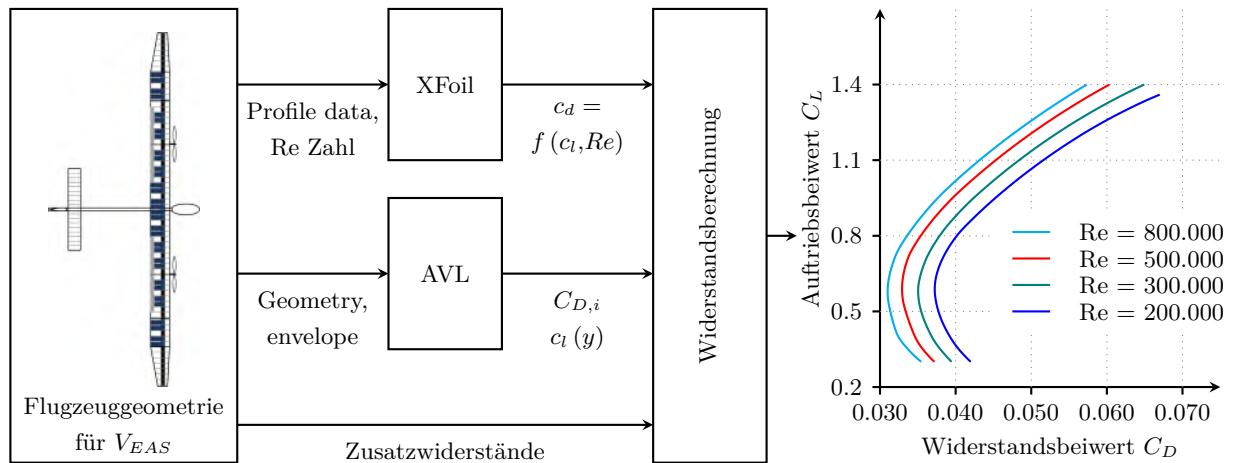 Flugzeuggeometrie
für V_{EAS}
Profile data,
Re Zahl
XFoil
c_d =
f (c_l,Re)
Geometry,
envelope
AVL
C_{D,i}
c_l (y)
Zusatzwiderstände
Widerstandsberechnung
Auftriebsbeiwert C_L
1.4
1.1
0.8
0.5
0.2
0.030 0.040 0.050 0.060 0.070
Widerstandsbeiwert C_D
Re = 800.000
Re = 500.000
Re = 300.000
Re = 200.000